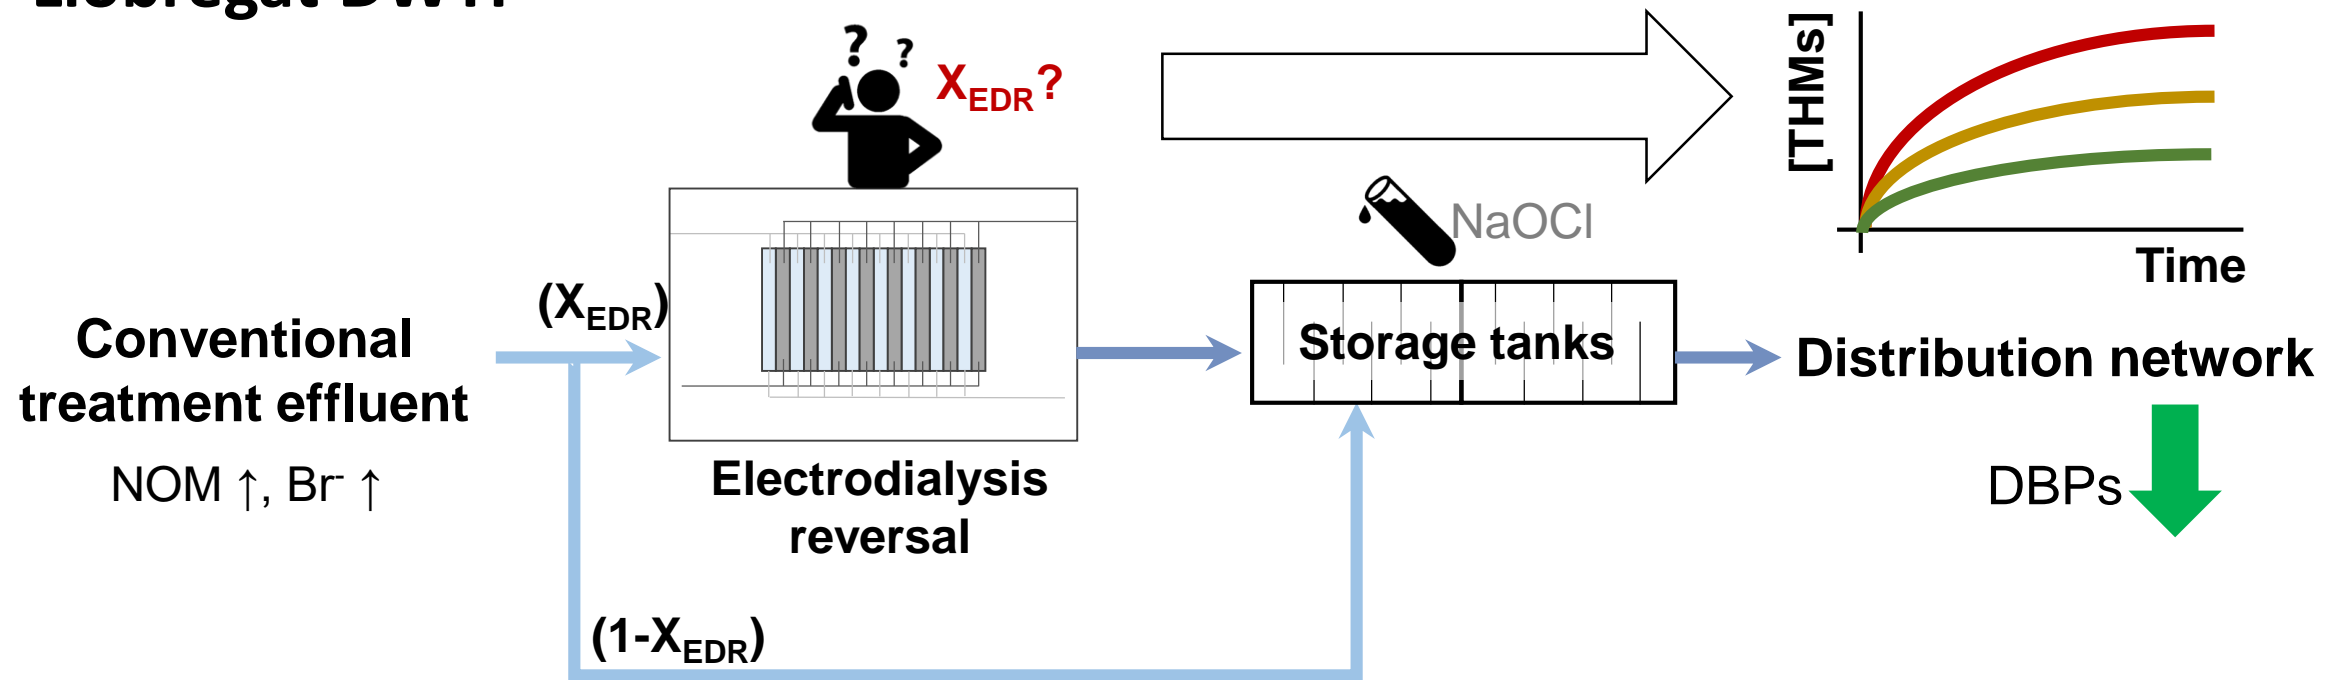 ? ?
X_EDR?
[THMs]
Time
NaOCl
(X_EDR)
Conventional
treatment effluent
NOM ↑, Br⁻ ↑
Electrodialysis
reversal
Storage tanks
Distribution network
DBPs
(1-X_EDR)